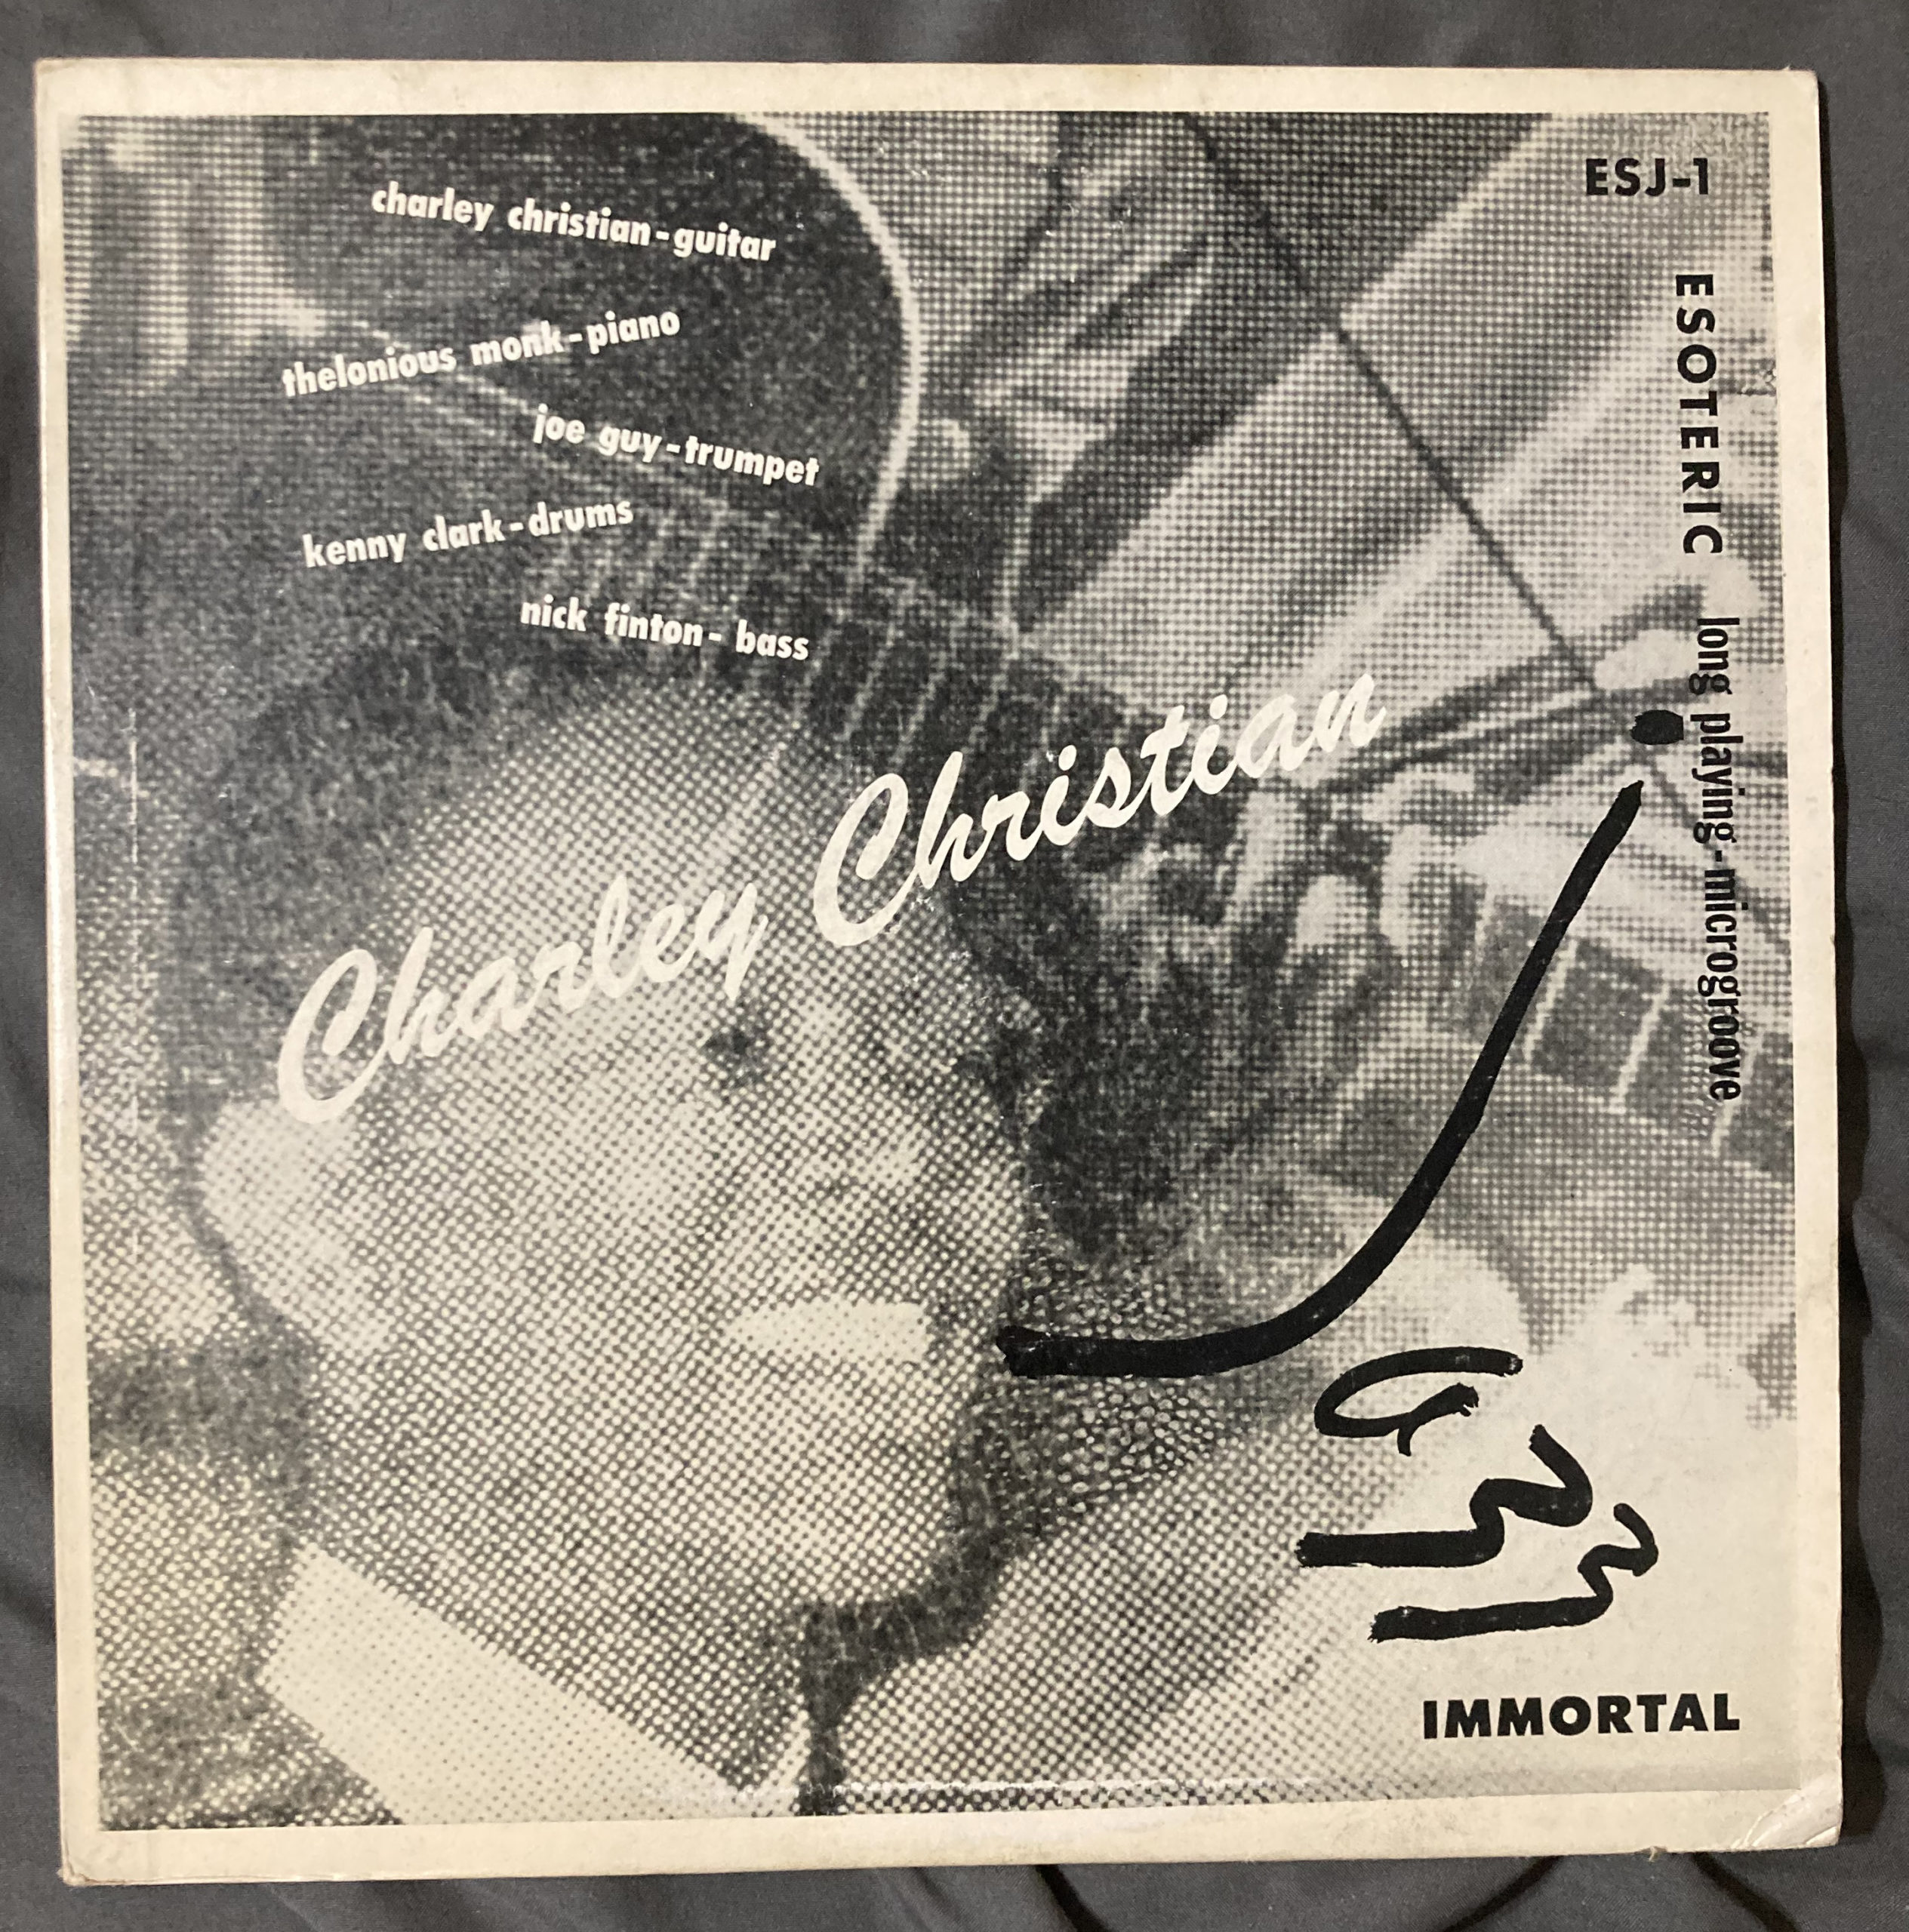 charley christian-guitar
thelonious monk-piano
joe guy-trumpet
kenny clark-drums
nick finton- bass
ESJ-1
ESOTERIC long playing-microgroove
Charley Christian
jazz
IMMORTAL